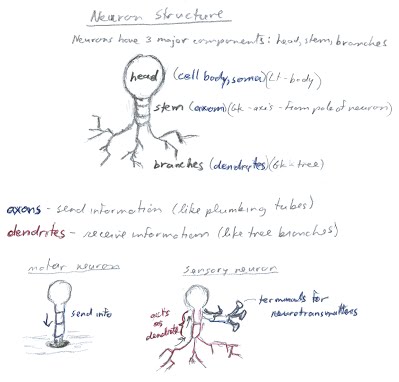 Neuron Structure
Neurons have 3 major components: head, stem, branches
head (cell body, soma) (Lt-body)
stem (axon) (Gk-axis-from pole of neuron)
branches (dendrytes) (Gk-tree)
axons - send information (like plumbing tubes)
dendrites - receive information (like tree branches)
motor neuron
sensory neuron
send info
acts
as
dendrite
terminals for
neurotransmitters